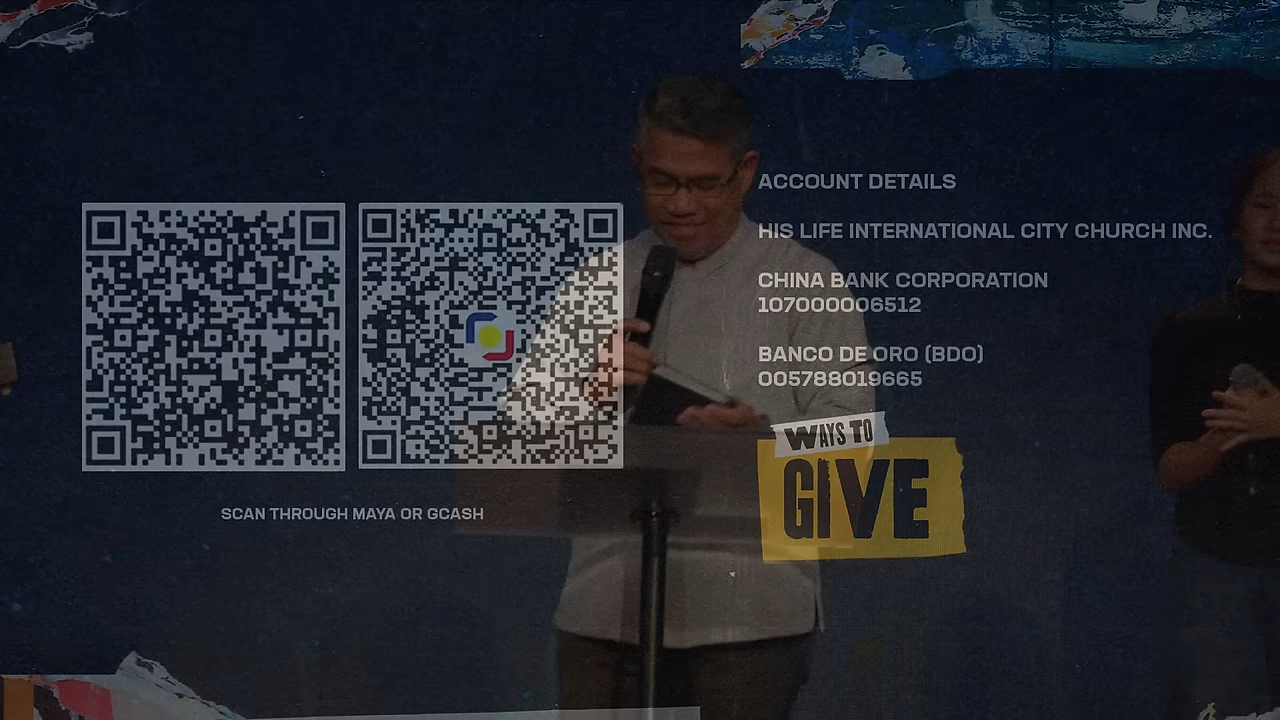 ACCOUNT DETAILS
HIS LIFE INTERNATIONAL CITY CHURCH INC.
CHINA BANK CORPORATION
107000006512
BANCO DE ORO (BDO)
005788019665
WAYS TO
GIVE
SCAN THROUGH MAYA OR GCASH